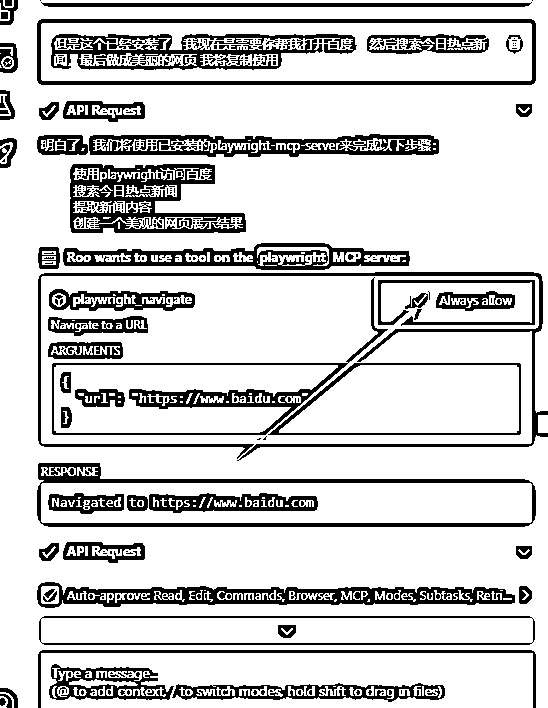 但是这个已经安装了 我现在是需要你帮我打开百度 然后搜索今日热点新
闻 最后做成美丽的网页 我将复制使用
API Request
明白了，我们将使用已安装的playwright-mcp-server来完成以下步骤：
使用playwright访问百度
搜索今日热点新闻
提取新闻内容
创建一个美观的网页展示结果
Roo wants to use a tool on the playwright MCP server:
playwright_navigate
Always allow
Navigate to a URL
ARGUMENTS
{
"url": "https://www.baidu.com"
}
RESPONSE
Navigated to https://www.baidu.com
API Request
Auto-approve: Read, Edit, Commands, Browser, MCP, Modes, Subtasks, Retri...
Type a message...
(@ to add context, / to switch modes, hold shift to drag in files)